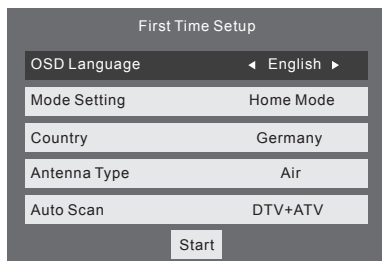 First Time Setup
OSD Language ◄ English ►
Mode Setting Home Mode
Country Germany
Antenna Type Air
Auto Scan DTV+ATV
Start